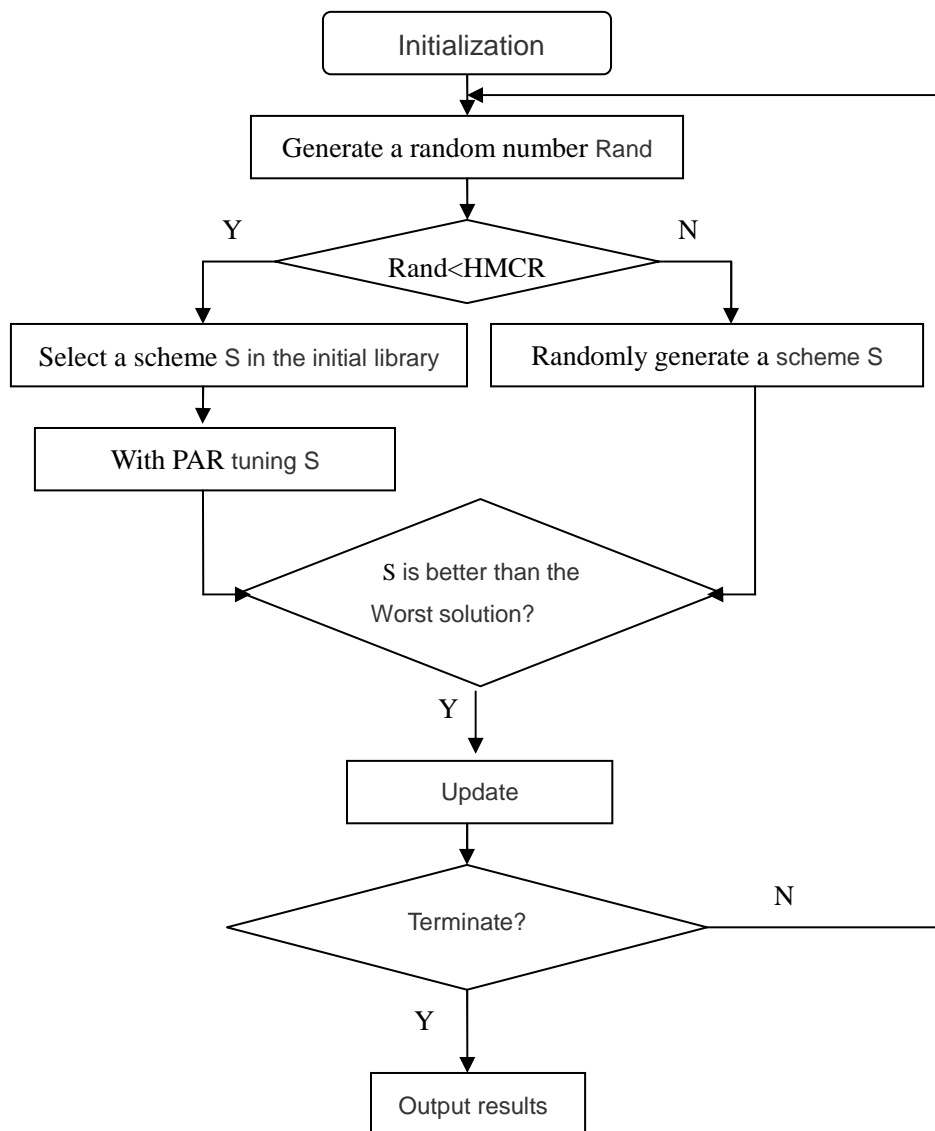 Initialization
Generate a random number Rand
Y
N
Rand<HMCR
Select a scheme S in the initial library
Randomly generate a scheme S
With PAR tuning S
S is better than the
Worst solution?
Y
Update
N
Terminate?
Y
Output results